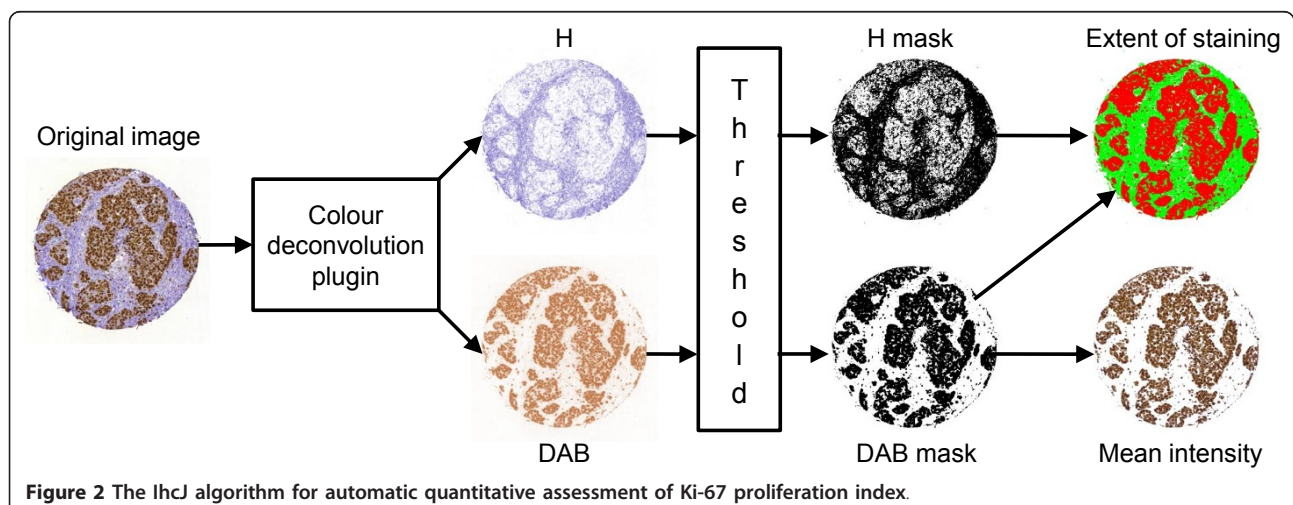 H
H mask
Extent of staining
Original image
Colour
deconvolution
plugin
T
h
r
e
s
h
o
l
d
DAB
DAB mask
Mean intensity
Figure 2 The IhcJ algorithm for automatic quantitative assessment of Ki-67 proliferation index.